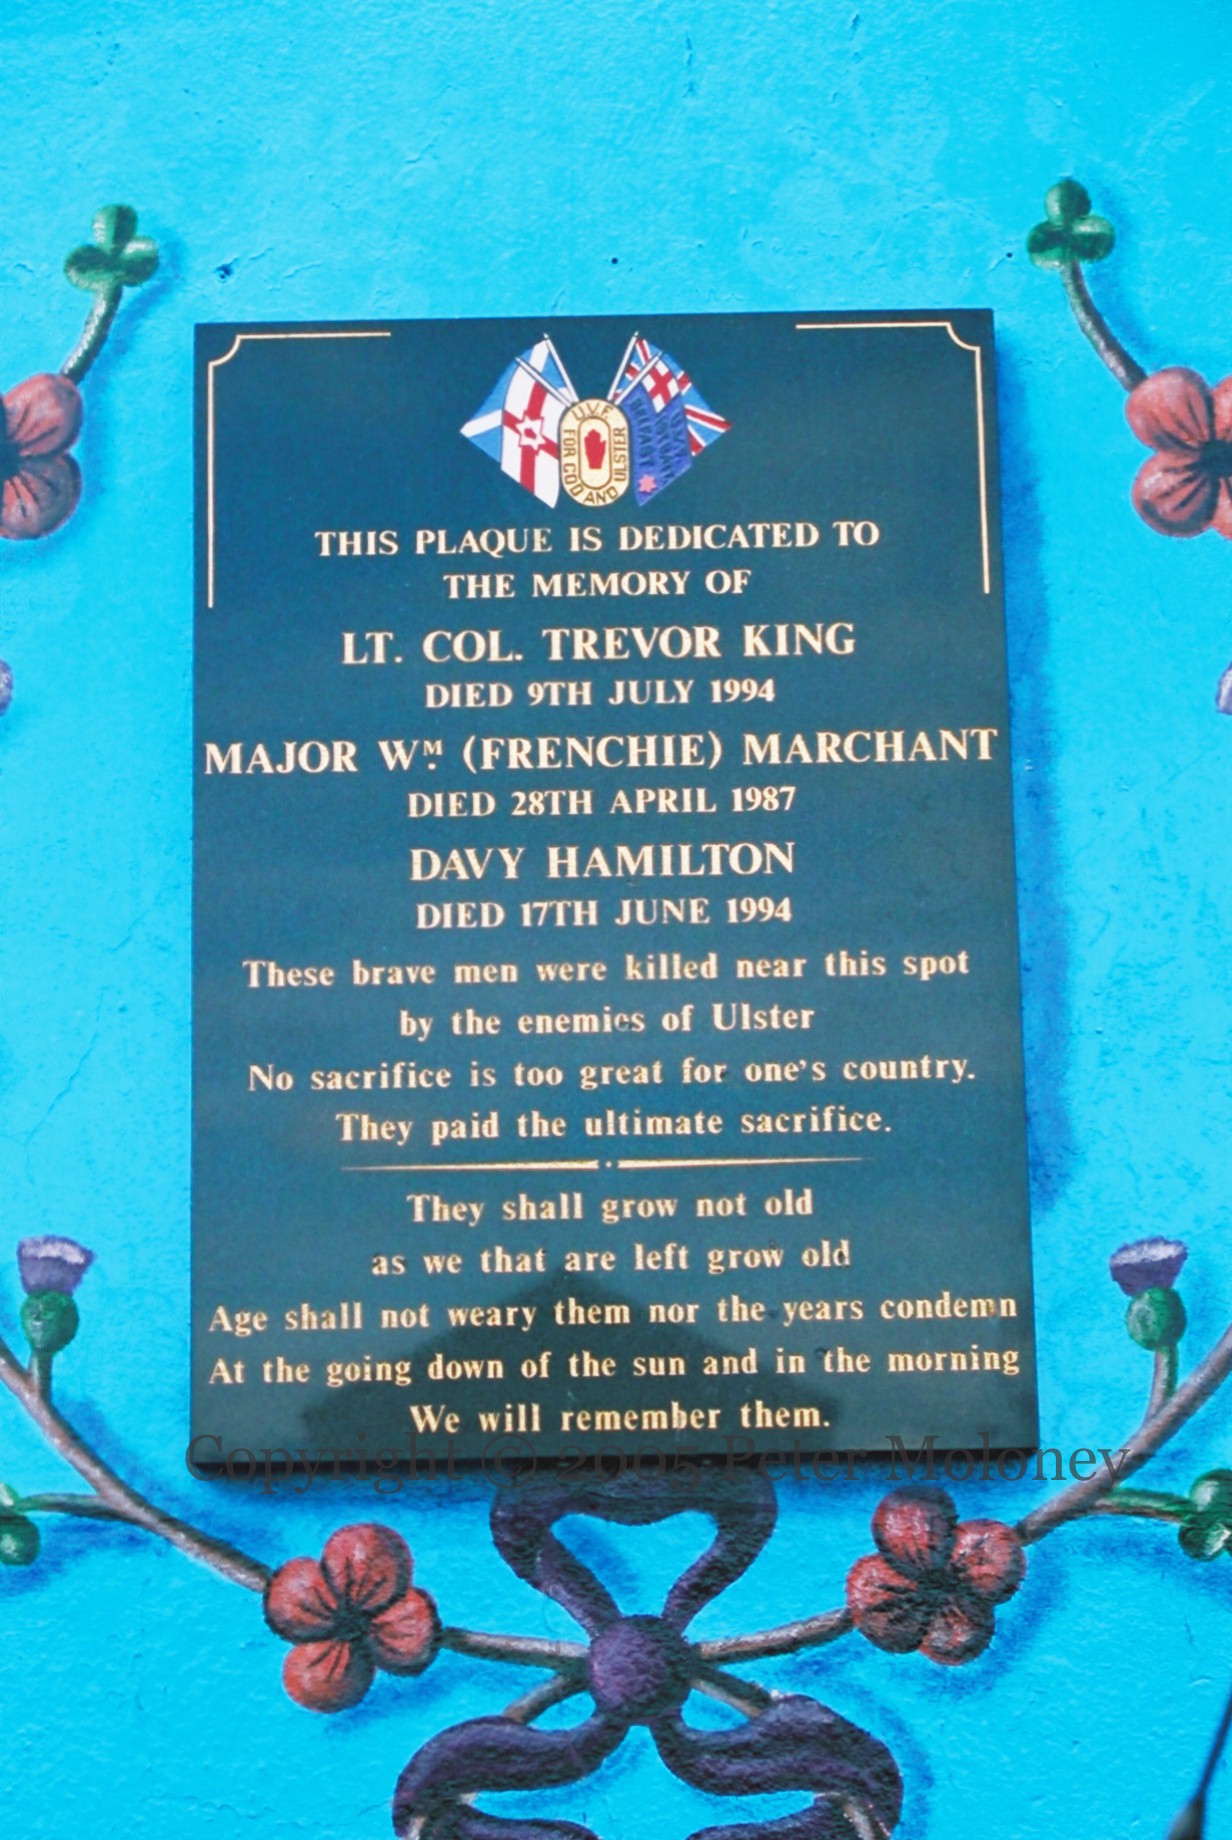 U.V.F.
FOR GOD AND ULSTER
THIS PLAQUE IS DEDICATED TO
THE MEMORY OF
LT. COL. TREVOR KING
DIED 9TH JULY 1994
MAJOR WM. (FRENCHIE) MARCHANT
DIED 28TH APRIL 1987
DAVY HAMILTON
DIED 17TH JUNE 1994
These brave men were killed near this spot
by the enemies of Ulster
No sacrifice is too great for one's country.
They paid the ultimate sacrifice.
They shall grow not old
as we that are left grow old
Age shall not weary them nor the years condemn
At the going down of the sun and in the morning
We will remember them.
Copyright © 2005 Peter Moloney